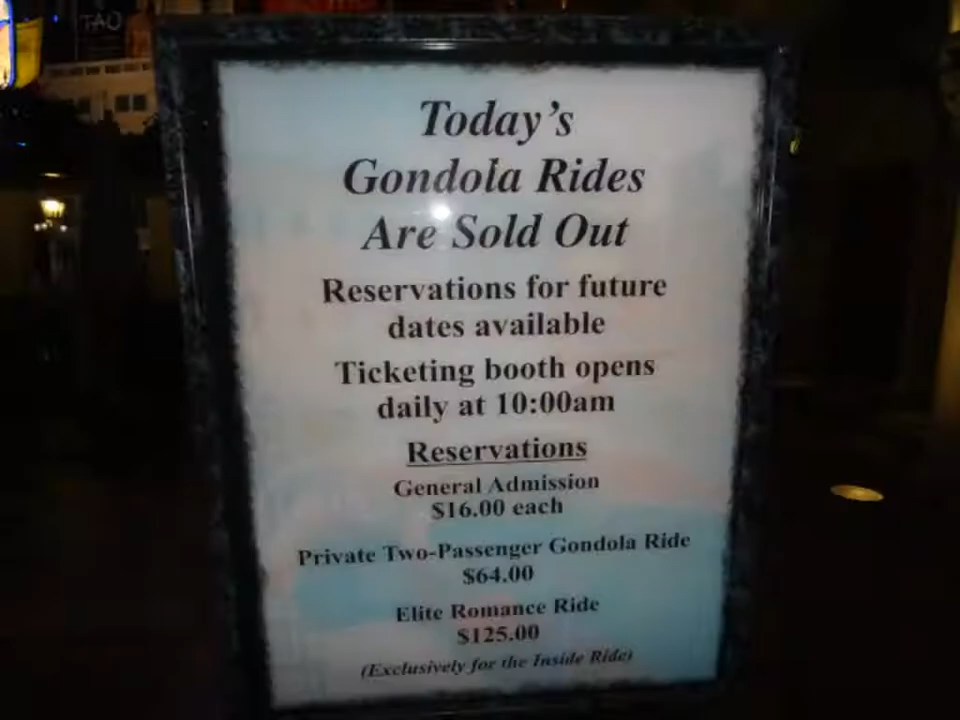 TAO
Today's
Gondola Rides
Are Sold Out
Reservations for future
dates available
Ticketing booth opens
daily at 10:00am
Reservations
General Admission
$16.00 each
Private Two-Passenger Gondola Ride
$64.00
Elite Romance Ride
$125.00
(Exclusively for the Inside Ride)